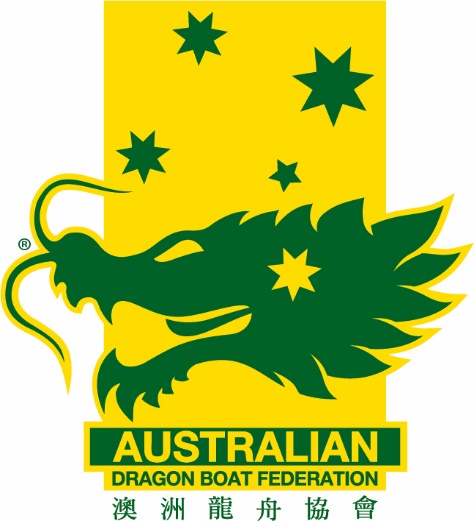 ®
AUSTRALIAN
DRAGON BOAT FEDERATION
澳洲龍舟協會